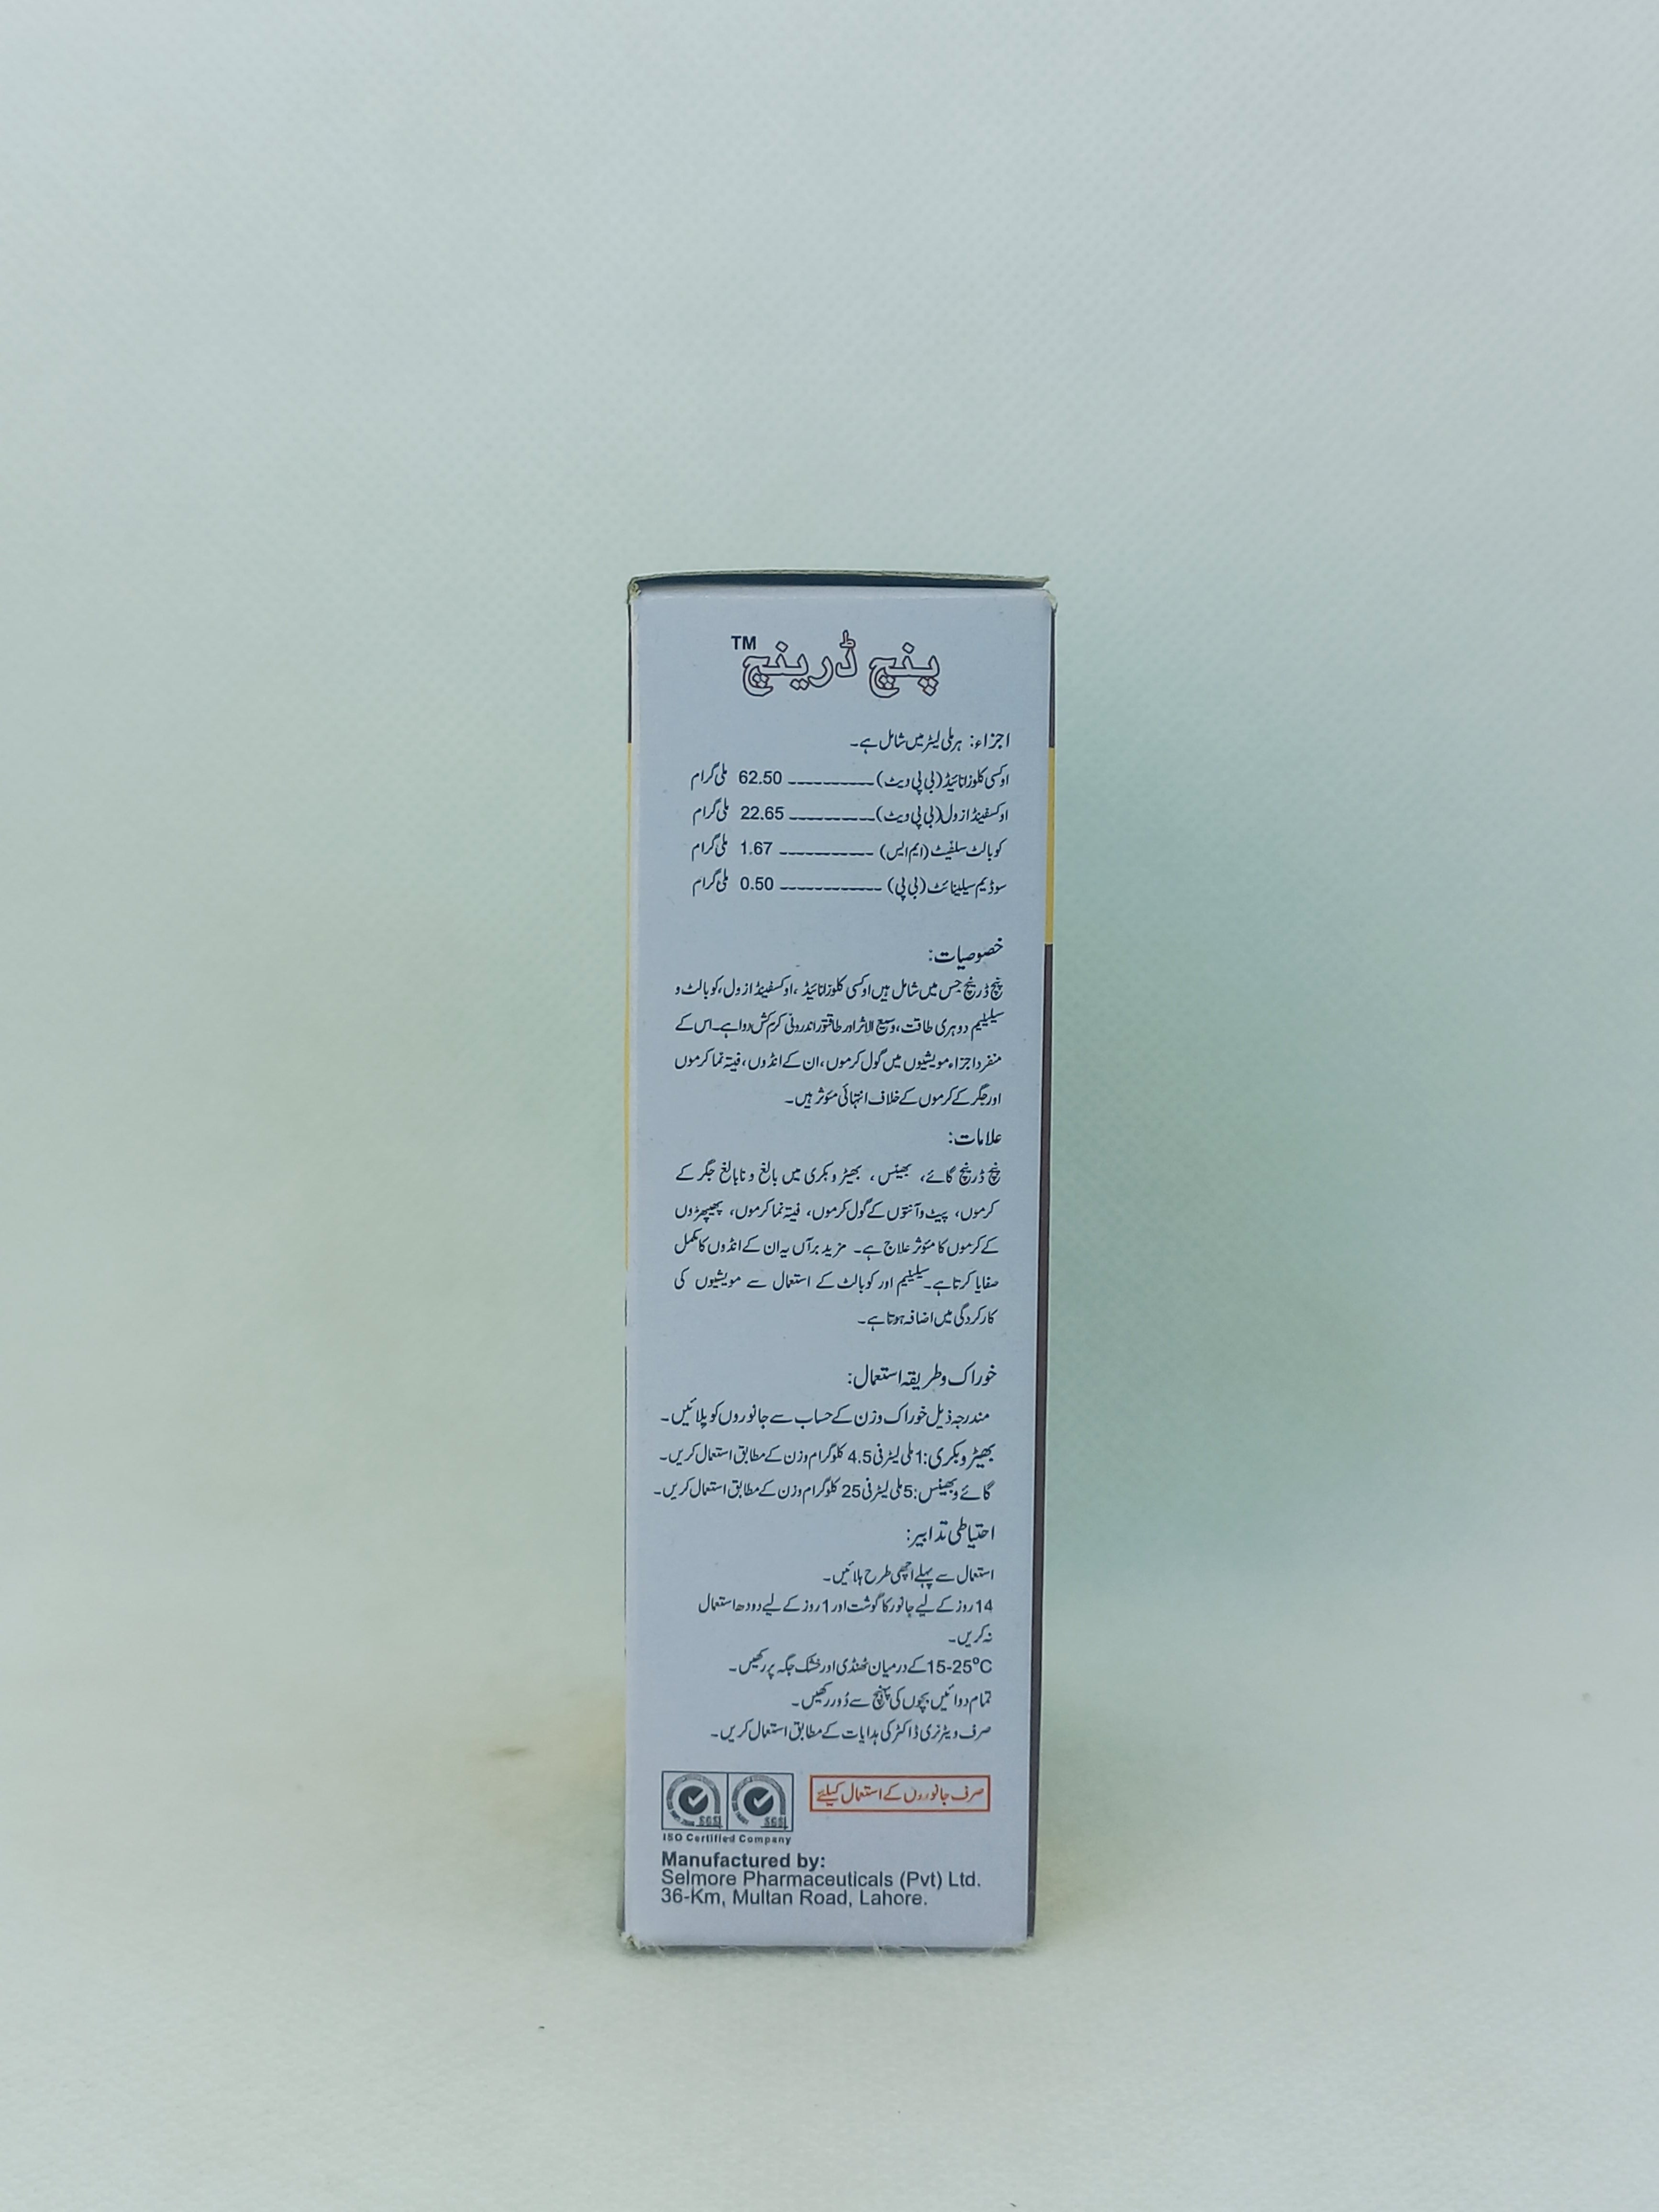 پنچ ڈرینچ TM
اجزاء: ہر ملی لیٹر میں شامل ہے۔
اوکسی کلوزانائیڈ (بی پی ویٹ) ---------- 62.50 ملی گرام
اوکسفینڈازول (بی پی ویٹ) ---------- 22.65 ملی گرام
کوبالٹ سلفیٹ (ایم ایس) ----------- 1.67 ملی گرام
سوڈیم سیلینائٹ (بی پی) ------------ 0.50 ملی گرام
خصوصیات:
پنچ ڈرینچ جس میں شامل ہیں اوکسی کلوزانائیڈ، اوکسفینڈازول، کوبالٹ و
سیلینیم دوہری طاقت، وسیع الاثر اور طاقتور اندرونی کرم کش دوا ہے۔ اس کے
منفرد اجزاء مویشیوں میں گول کرموں، ان کے انڈوں، فیتہ نما کرموں
اور جگر کے کرموں کے خلاف انتہائی مؤثر ہیں۔
علامات:
پنچ ڈرینچ گائے، بھینس، بھیڑ و بکری میں بالغ و نابالغ جگر کے
کرموں، پیٹ و آنتوں کے گول کرموں، فیتہ نما کرموں، پھیپھڑوں
کے کرموں کا مؤثر علاج ہے۔ مزید برآں یہ ان کے انڈوں کا مکمل
صفایا کرتا ہے۔ سیلینیم اور کوبالٹ کے استعمال سے مویشیوں کی
کارکردگی میں اضافہ ہوتا ہے۔
خوراک و طریقہ استعمال:
مندرجہ ذیل خوراک وزن کے حساب سے جانوروں کو پلائیں۔
بھیڑ و بکری: 1 ملی لیٹر فی 4.5 کلوگرام وزن کے مطابق استعمال کریں۔
گائے و بھینس: 5 ملی لیٹر فی 25 کلوگرام وزن کے مطابق استعمال کریں۔
احتیاطی تدابیر:
استعمال سے پہلے اچھی طرح ہلائیں۔
14 روز کے لیے جانور کا گوشت اور 1 روز کے لیے دودھ استعمال
نہ کریں۔
15-25°C کے درمیان ٹھنڈی اور خشک جگہ پر رکھیں۔
تمام دوائیں بچوں کی پہنچ سے دُور رکھیں۔
صرف ویٹرنری ڈاکٹر کی ہدایات کے مطابق استعمال کریں۔
صرف جانوروں کے استعمال کیلئے
SGS SGS
ISO Certified Company
Manufactured by:
Selmore Pharmaceuticals (Pvt) Ltd.
36-Km, Multan Road, Lahore.